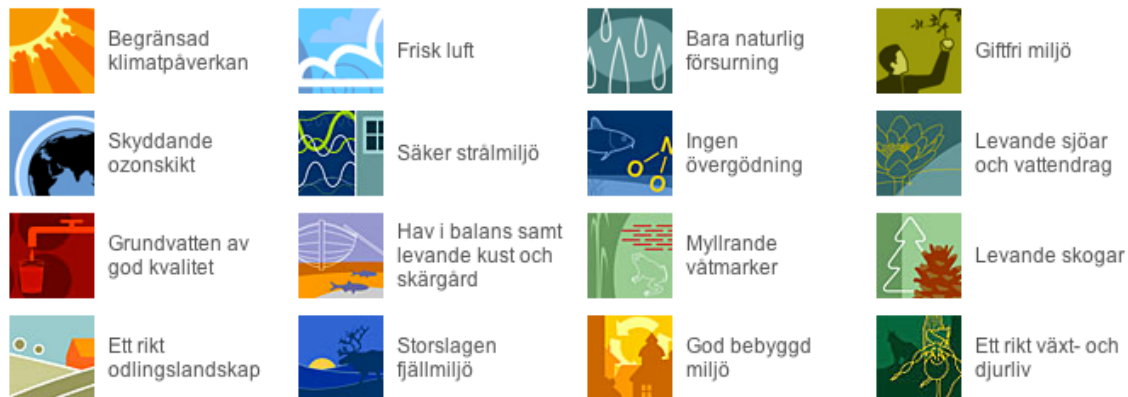 Begränsad
klimatpåverkan
Frisk luft
Bara naturlig
försurning
Giftfri miljö
Skyddande
ozonskikt
Säker strålmiljö
Ingen
övergödning
Levande sjöar
och vattendrag
Grundvatten av
god kvalitet
Hav i balans samt
levande kust och
skärgård
Myllrande
våtmarker
Levande skogar
Ett rikt
odlingslandskap
Storslagen
fjällmiljö
God bebyggd
miljö
Ett rikt växt- och
djurliv